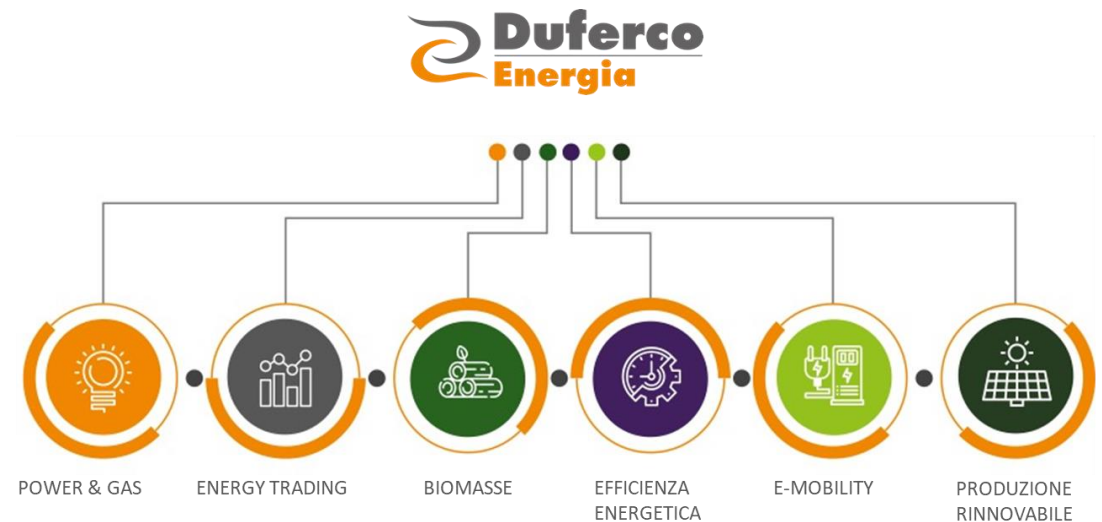 Duferco
Energia
POWER & GAS
ENERGY TRADING
BIOMASSE
EFFICIENZA
ENERGETICA
E-MOBILITY
PRODUZIONE
RINNOVABILE